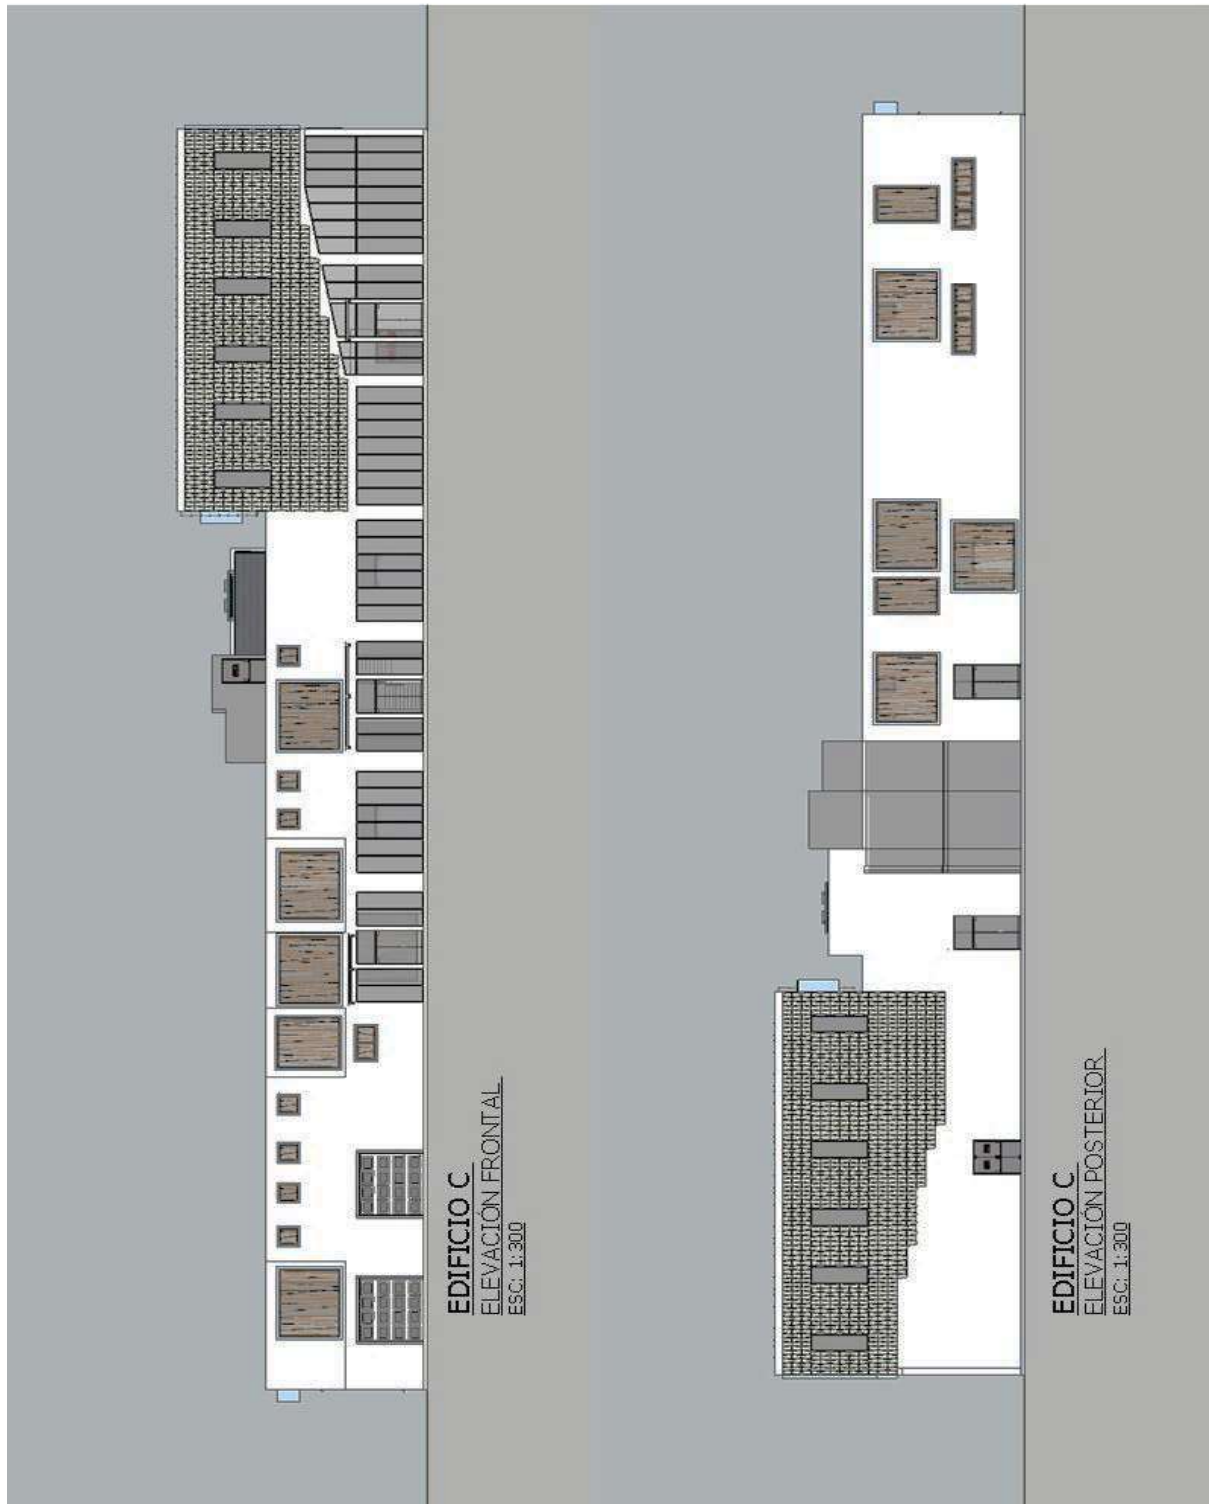 EDIFICIO C
ELEVACIÓN FRONTAL
ESC: 1:300
EDIFICIO C
ELEVACIÓN POSTERIOR
ESC: 1:300